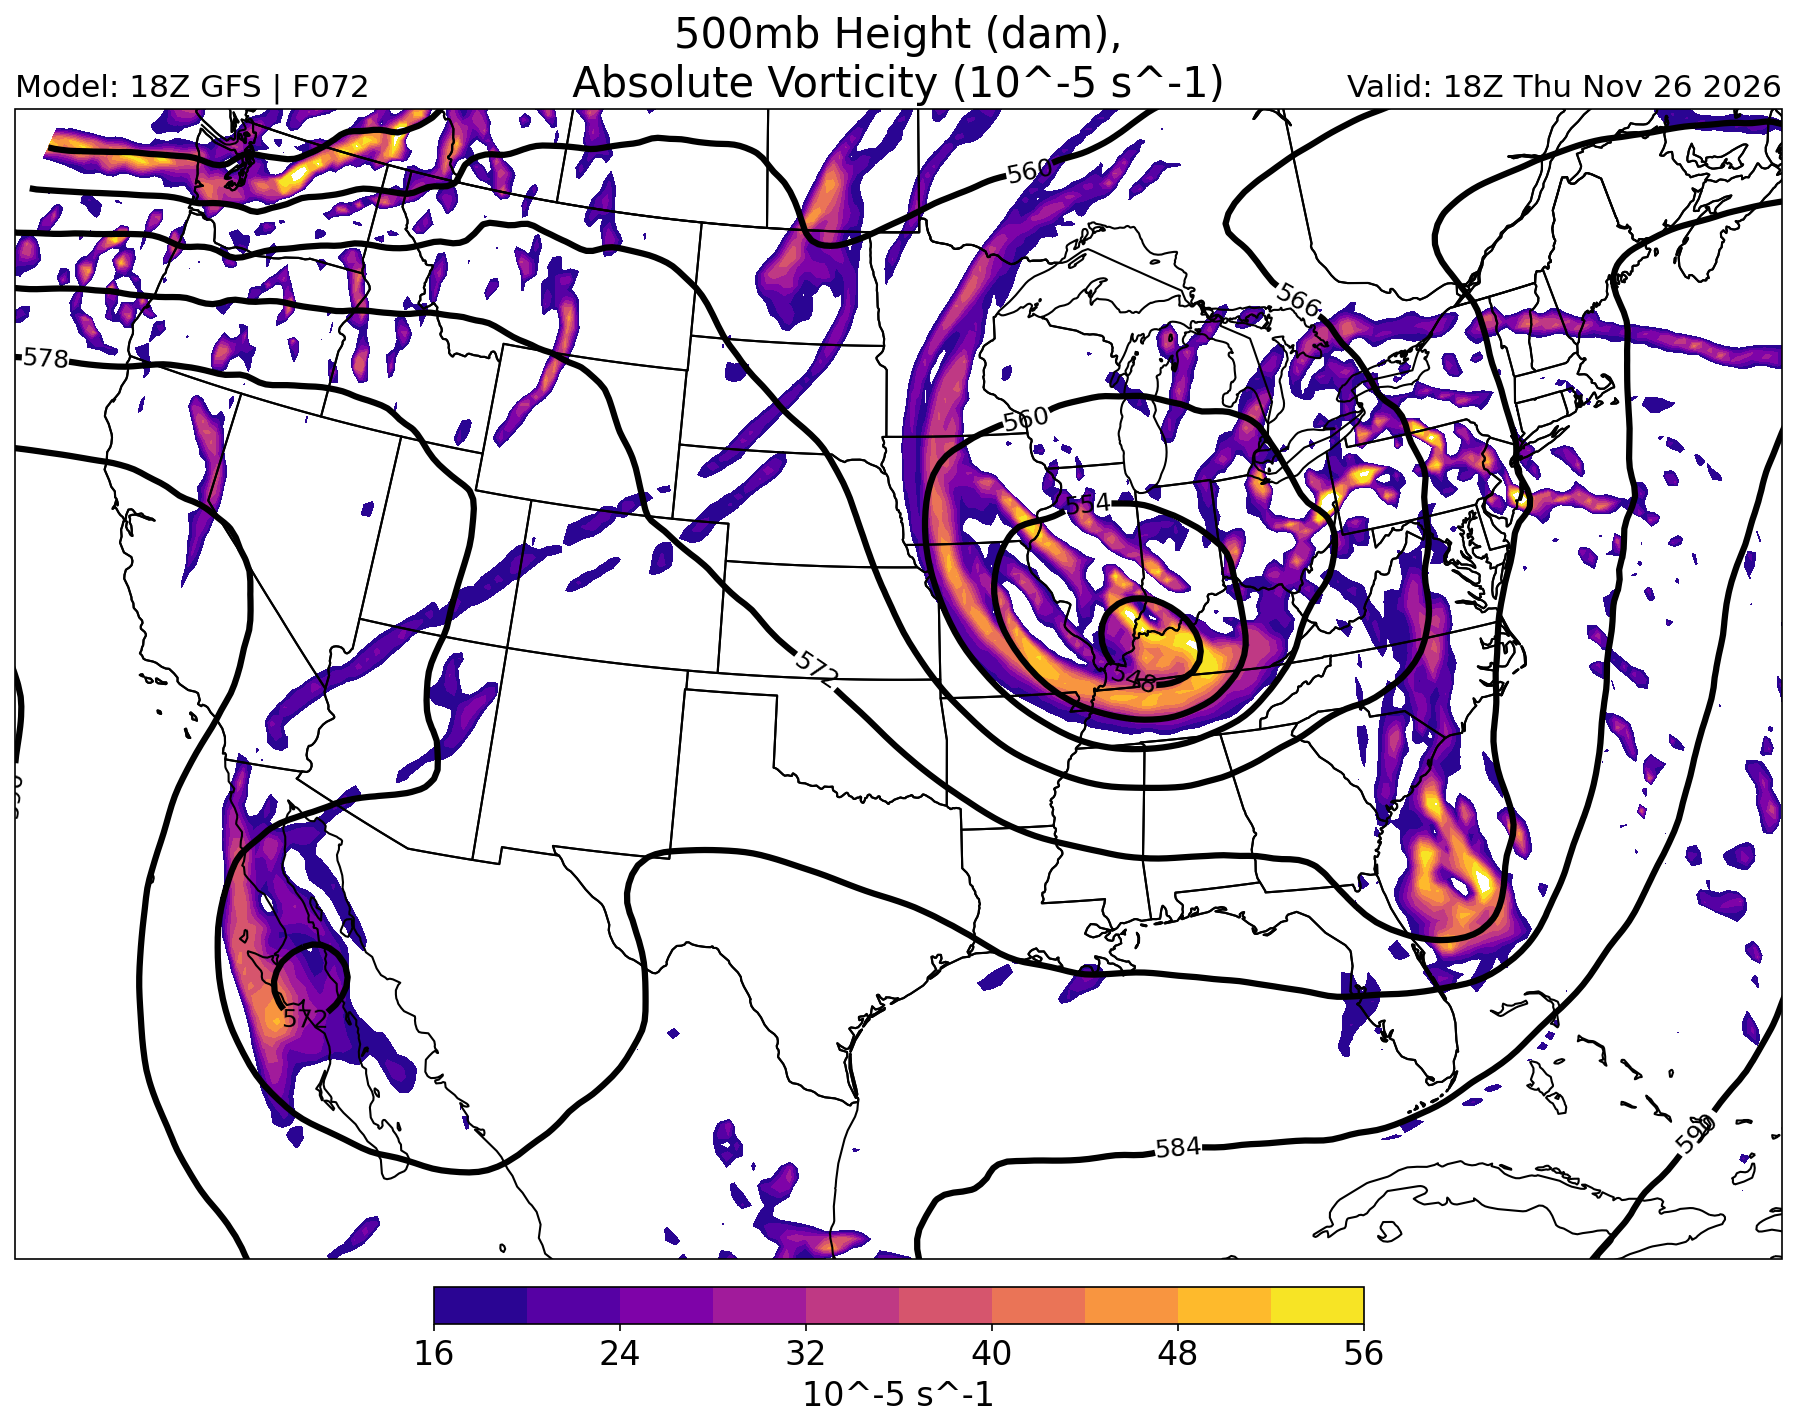 500mb Height (dam),
Absolute Vorticity (10^-5 s^-1)
Model: 18Z GFS | F072
Valid: 18Z Thu Nov 26 2026
560
566
578
560
554
572
548
572
584
590
16 24 32 40 48 56
10^-5 s^-1